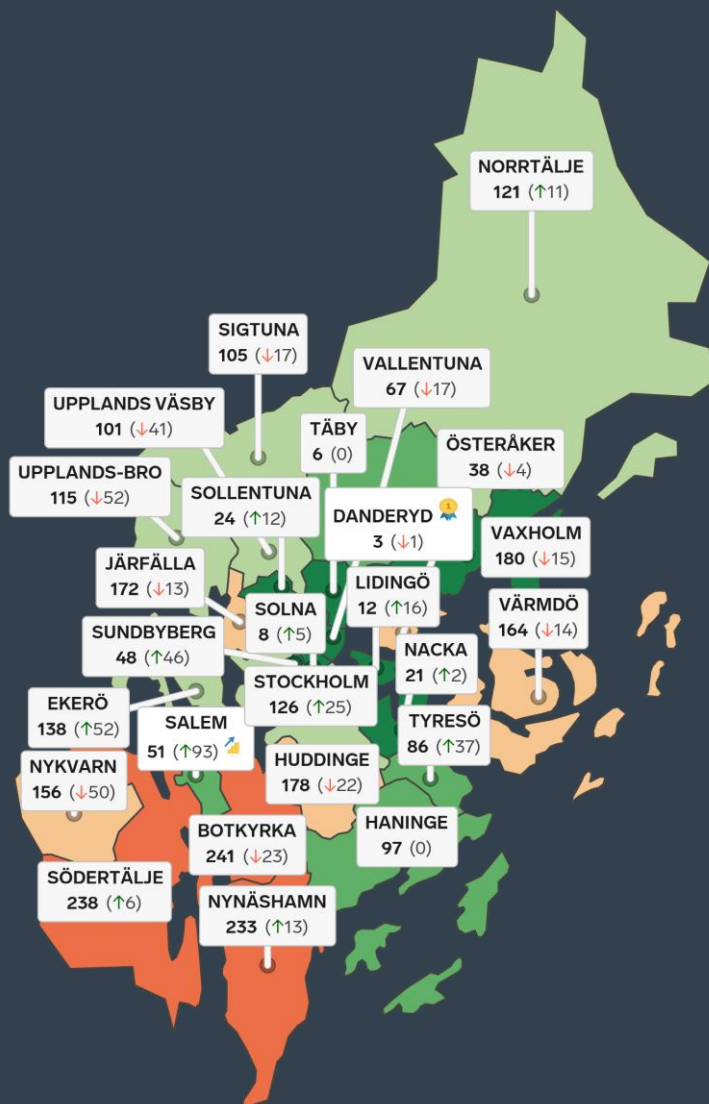 NORRTÄLJE
121 (↑11)
SIGTUNA
105 (↓17)
VALLENTUNA
67 (↓17)
UPPLANDS VÄSBY
101 (↓41)
TÄBY
6 (0)
ÖSTERÅKER
38 (↓4)
UPPLANDS-BRO
115 (↓52)
SOLLENTUNA
24 (↑12)
DANDERYD 1
3 (↓1)
VAXHOLM
180 (↓15)
JÄRFÄLLA
172 (↓13)
LIDINGÖ
12 (↑16)
VÄRMDÖ
164 (↓14)
SOLNA
8 (↑5)
SUNDBYBERG
48 (↑46)
NACKA
21 (↑2)
STOCKHOLM
126 (↑25)
EKERÖ
138 (↑52)
SALEM
51 (↑93)
TYRESÖ
86 (↑37)
NYKVARN
156 (↓50)
HUDDINGE
178 (↓22)
HANINGE
97 (0)
BOTKYRKA
241 (↓23)
SÖDERTÄLJE
238 (↑6)
NYNÄSHAMN
233 (↑13)